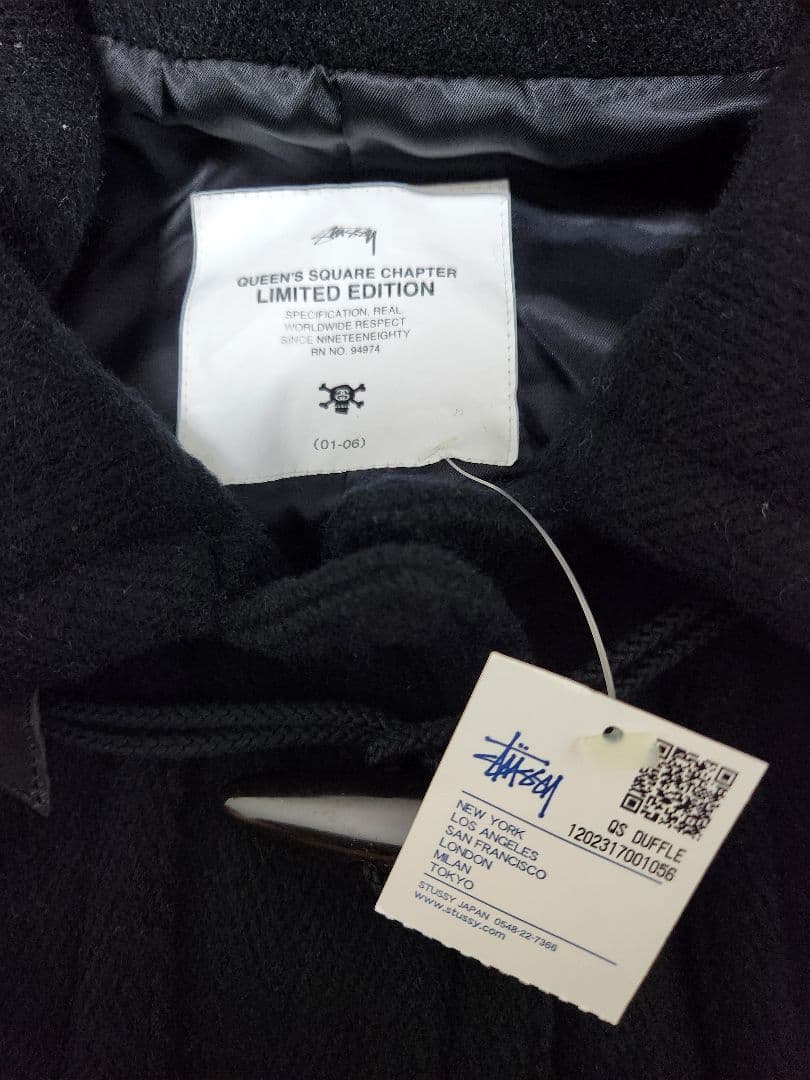 Stüssy
QUEEN'S SQUARE CHAPTER
LIMITED EDITION
SPECIFICATION, REAL
WORLDWIDE RESPECT
SINCE NINETEENEIGHTY
RN NO. 94974
(01-06)
Stüssy
NEW YORK
LOS ANGELES
SAN FRANCISCO
LONDON
MILAN
TOKYO
QS DUFFLE
1202317001056
STUSSY JAPAN 0548-22-7366
www.stussy.com